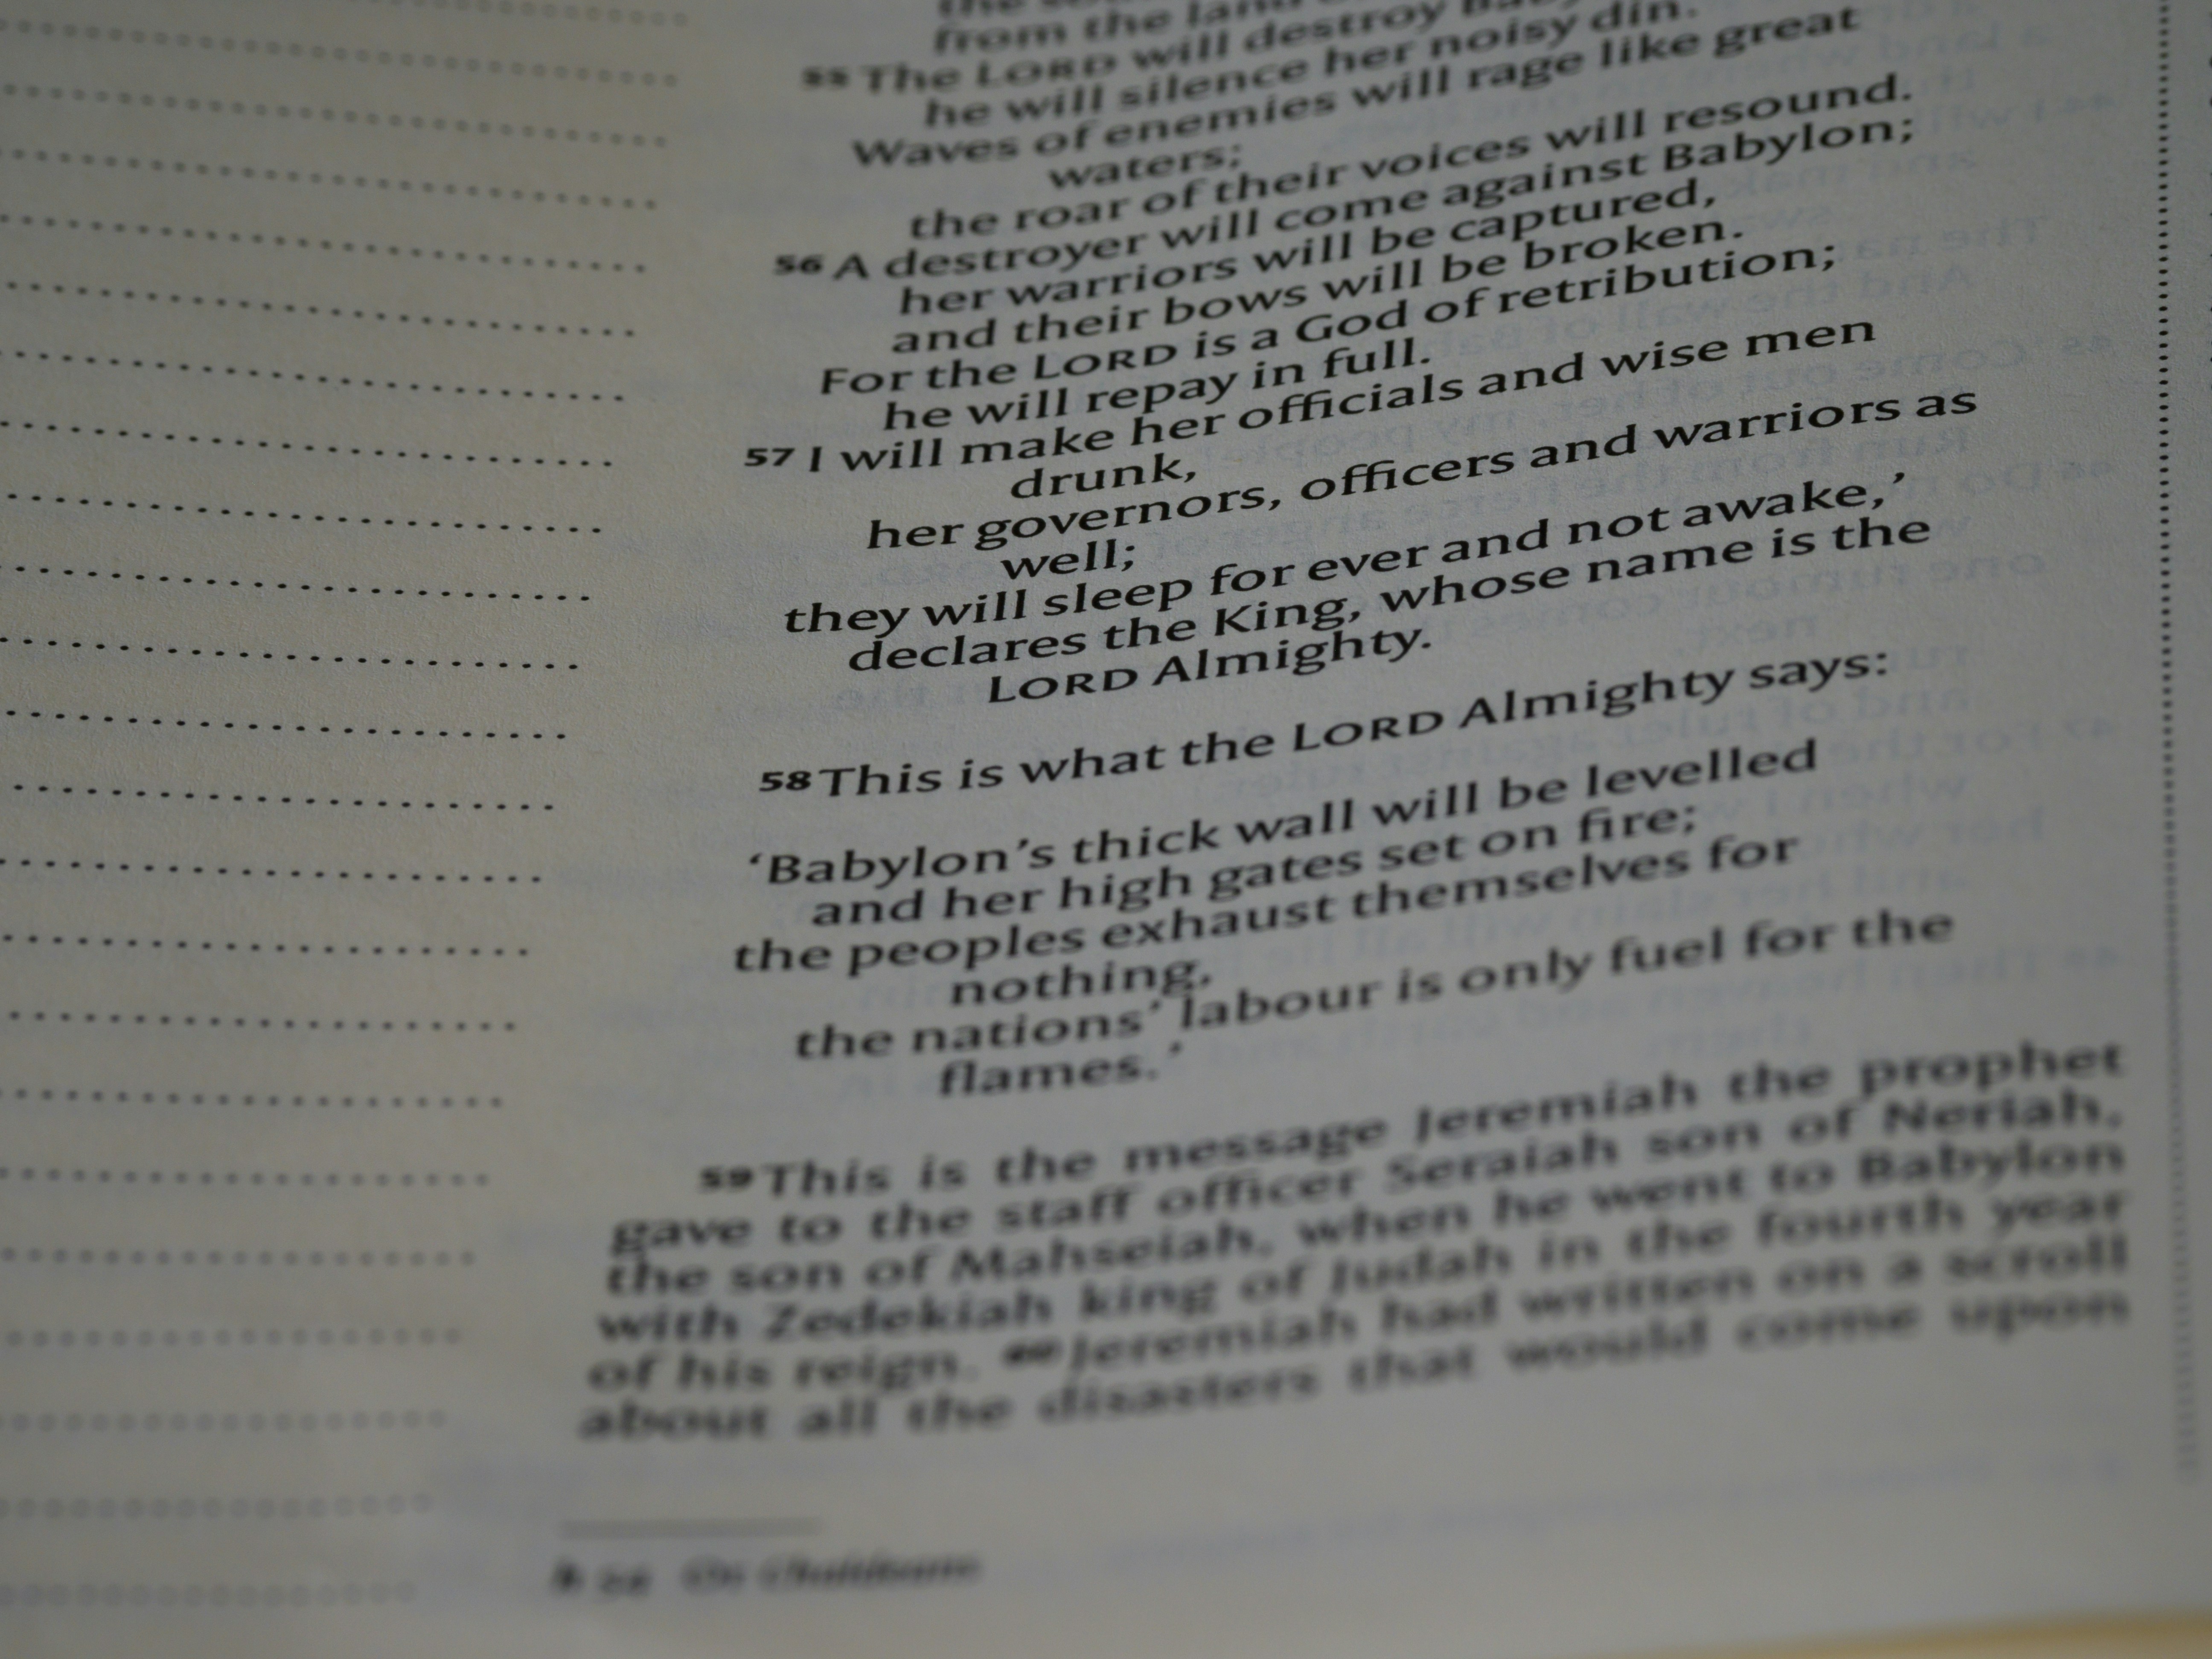 from the land
55 The LORD will destroy
he will silence her noisy din.
Waves of enemies will rage like great
waters;
the roar of their voices will resound.
56 A destroyer will come against Babylon;
her warriors will be captured,
and their bows will be broken.
For the LORD is a God of retribution;
he will repay in full.
57 I will make her officials and wise men
drunk,
her governors, officers and warriors as
well;
they will sleep for ever and not awake,’
declares the King, whose name is the
LORD Almighty.
58 This is what the LORD Almighty says:
‘Babylon’s thick wall will be levelled
and her high gates set on fire;
the peoples exhaust themselves for
nothing,
the nations’ labour is only fuel for the
flames.’
59 This is the message Jeremiah the prophet
gave to the staff officer Seraiah son of Neriah,
the son of Mahseiah, when he went to Babylon
with Zedekiah king of Judah in the fourth year
of his reign. 60 Jeremiah had written on a scroll
about all the disasters that would come upon
Or Chaldeans